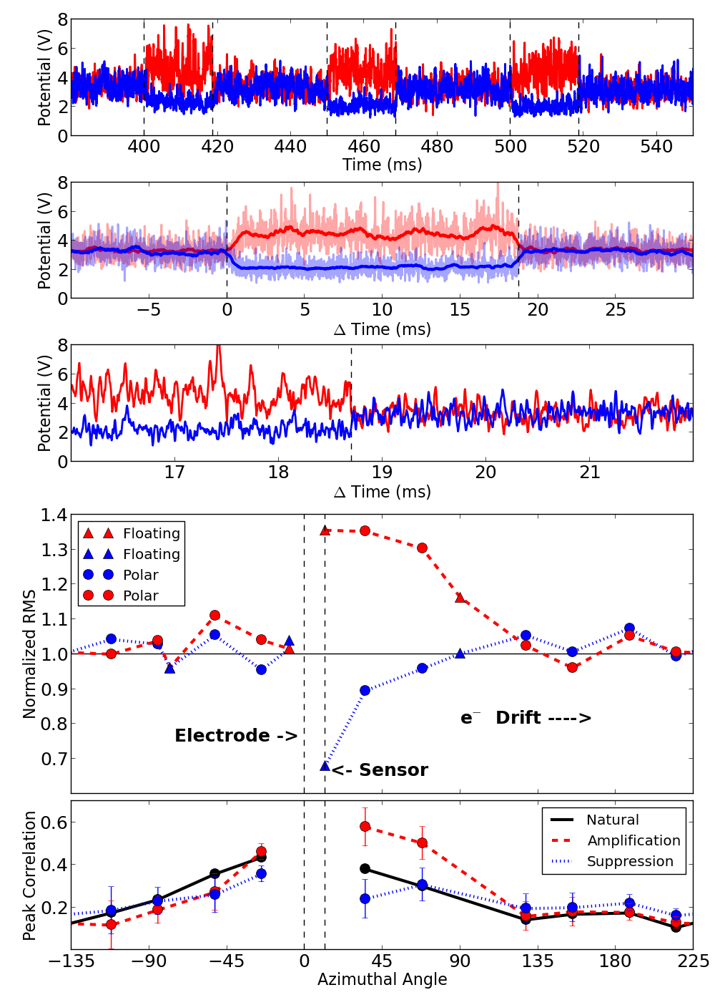 8
6
4
2
0
Potential (V)
400 420 440 460 480 500 520 540
Time (ms)
8
6
4
2
0
Potential (V)
−5 0 5 10 15 20 25
Δ Time (ms)
8
6
4
2
0
Potential (V)
17 18 19 20 21
Δ Time (ms)
1.4
1.3
1.2
1.1
1.0
0.9
0.8
0.7
Normalized RMS
Floating
Floating
Polar
Polar
e⁻ Drift ---->
Electrode ->
<- Sensor
0.6
0.4
0.2
Peak Correlation
Natural
Amplification
Suppression
−135 −90 −45 0 45 90 135 180 225
Azimuthal Angle